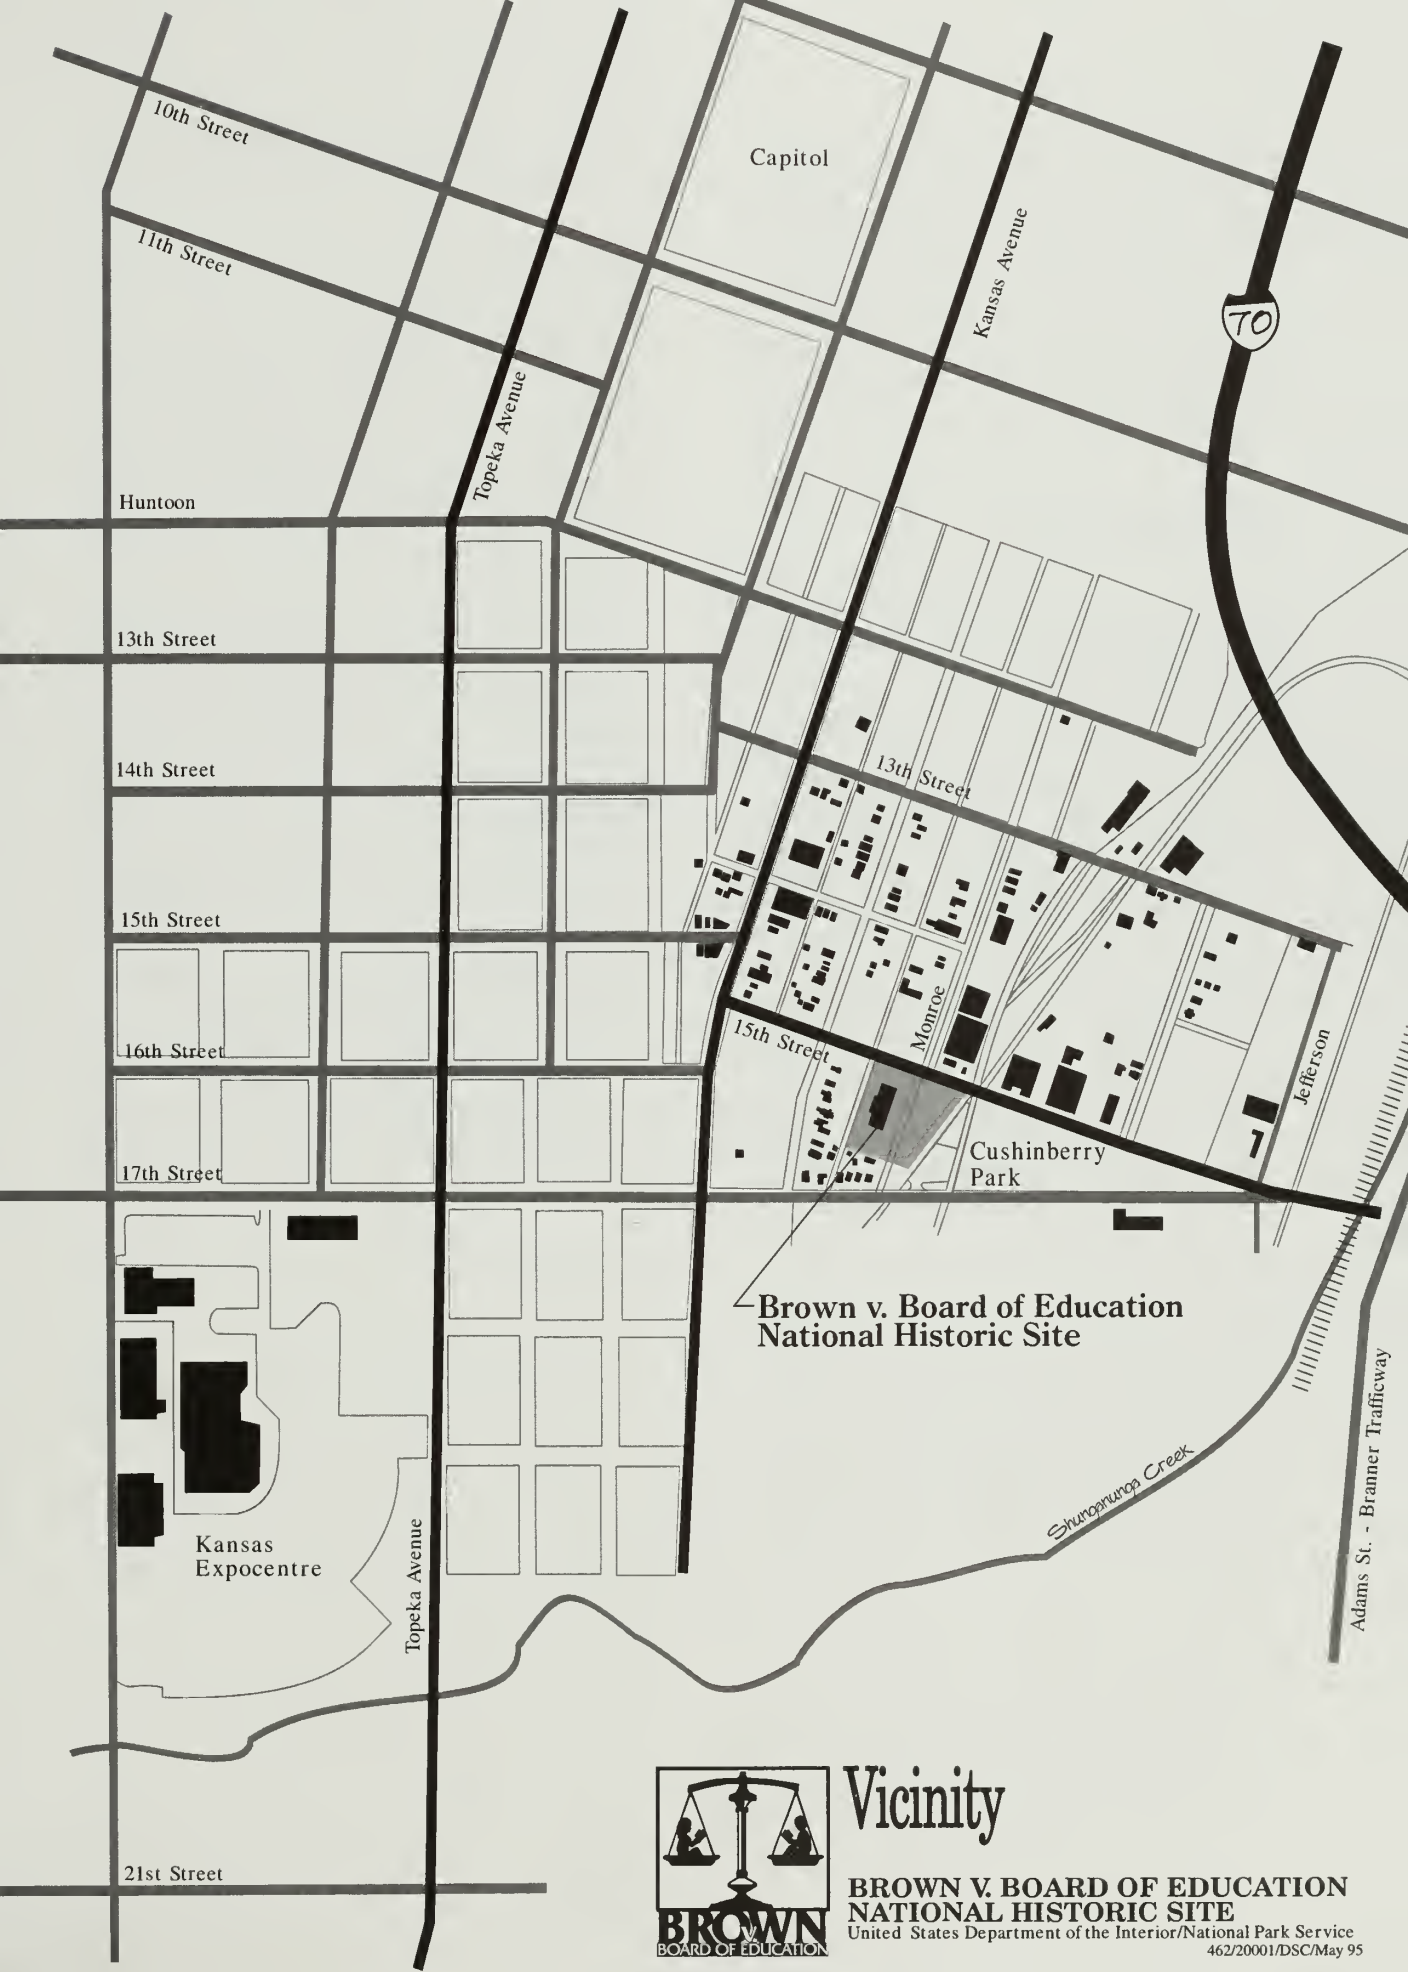 10th Street
Capitol
11th Street
Kansas Avenue
70
Topeka Avenue
Huntoon
13th Street
14th Street
13th Street
15th Street
Monroe
15th Street
16th Street
Jefferson
Cushinberry
Park
17th Street
Brown v. Board of Education
National Historic Site
Shunganunga Creek
Adams St. - Branner Trafficway
Kansas
Expocentre
Topeka Avenue
21st Street
Vicinity
BROWN V. BOARD OF EDUCATION
NATIONAL HISTORIC SITE
United States Department of the Interior/National Park Service
462/20001/DSC/May 95
BROWN
v.
BOARD OF EDUCATION